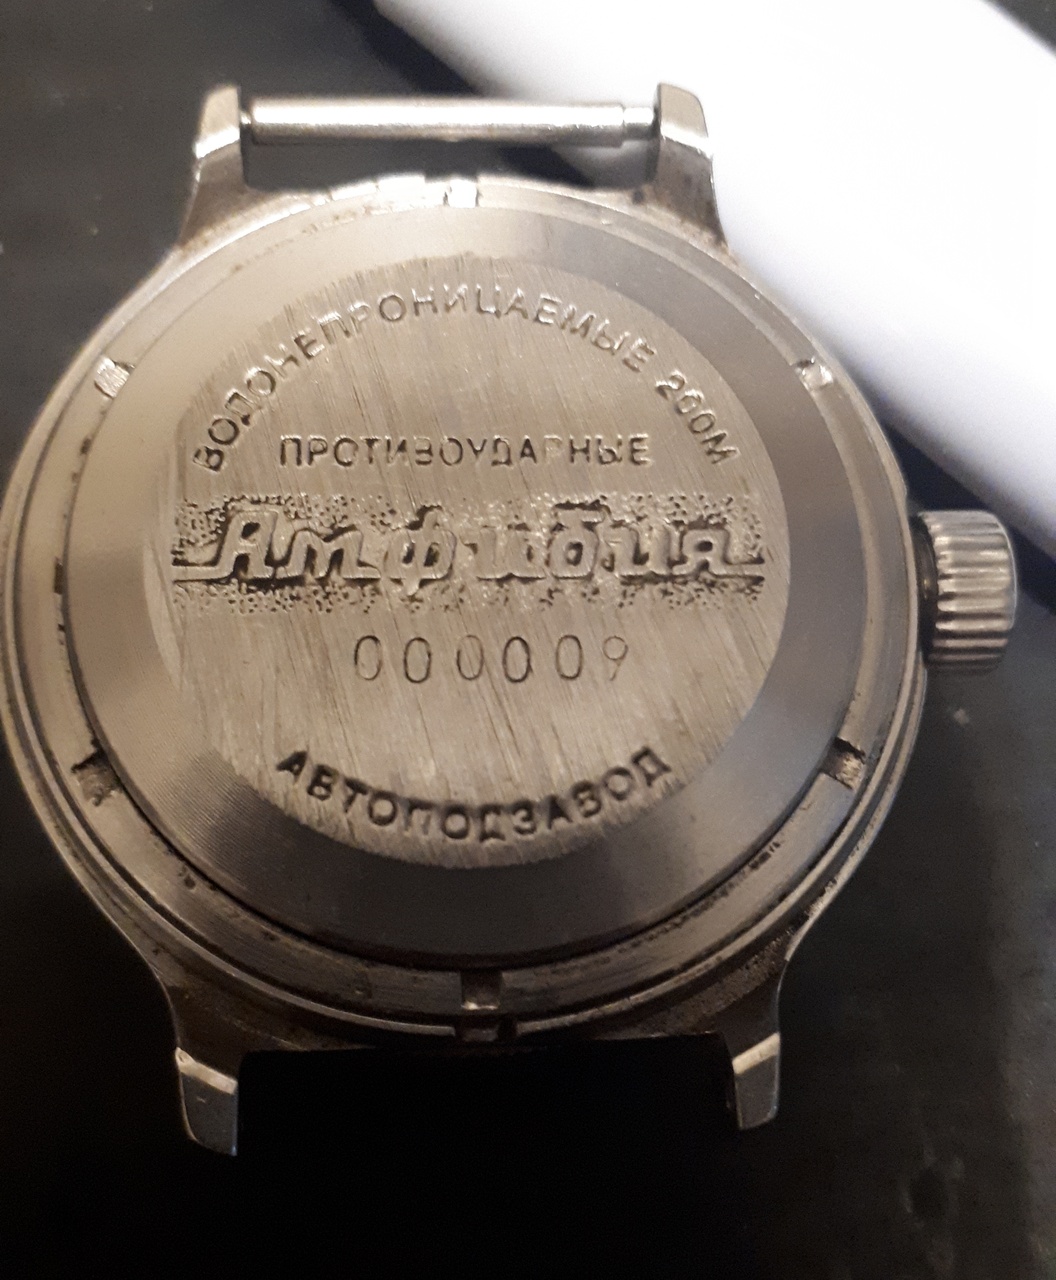 ВОДОНЕПРОНИЦАЕМЫЕ 200М
ПРОТИВОУДАРНЫЕ
Амфибия
000009
АВТОПОДЗАВОД